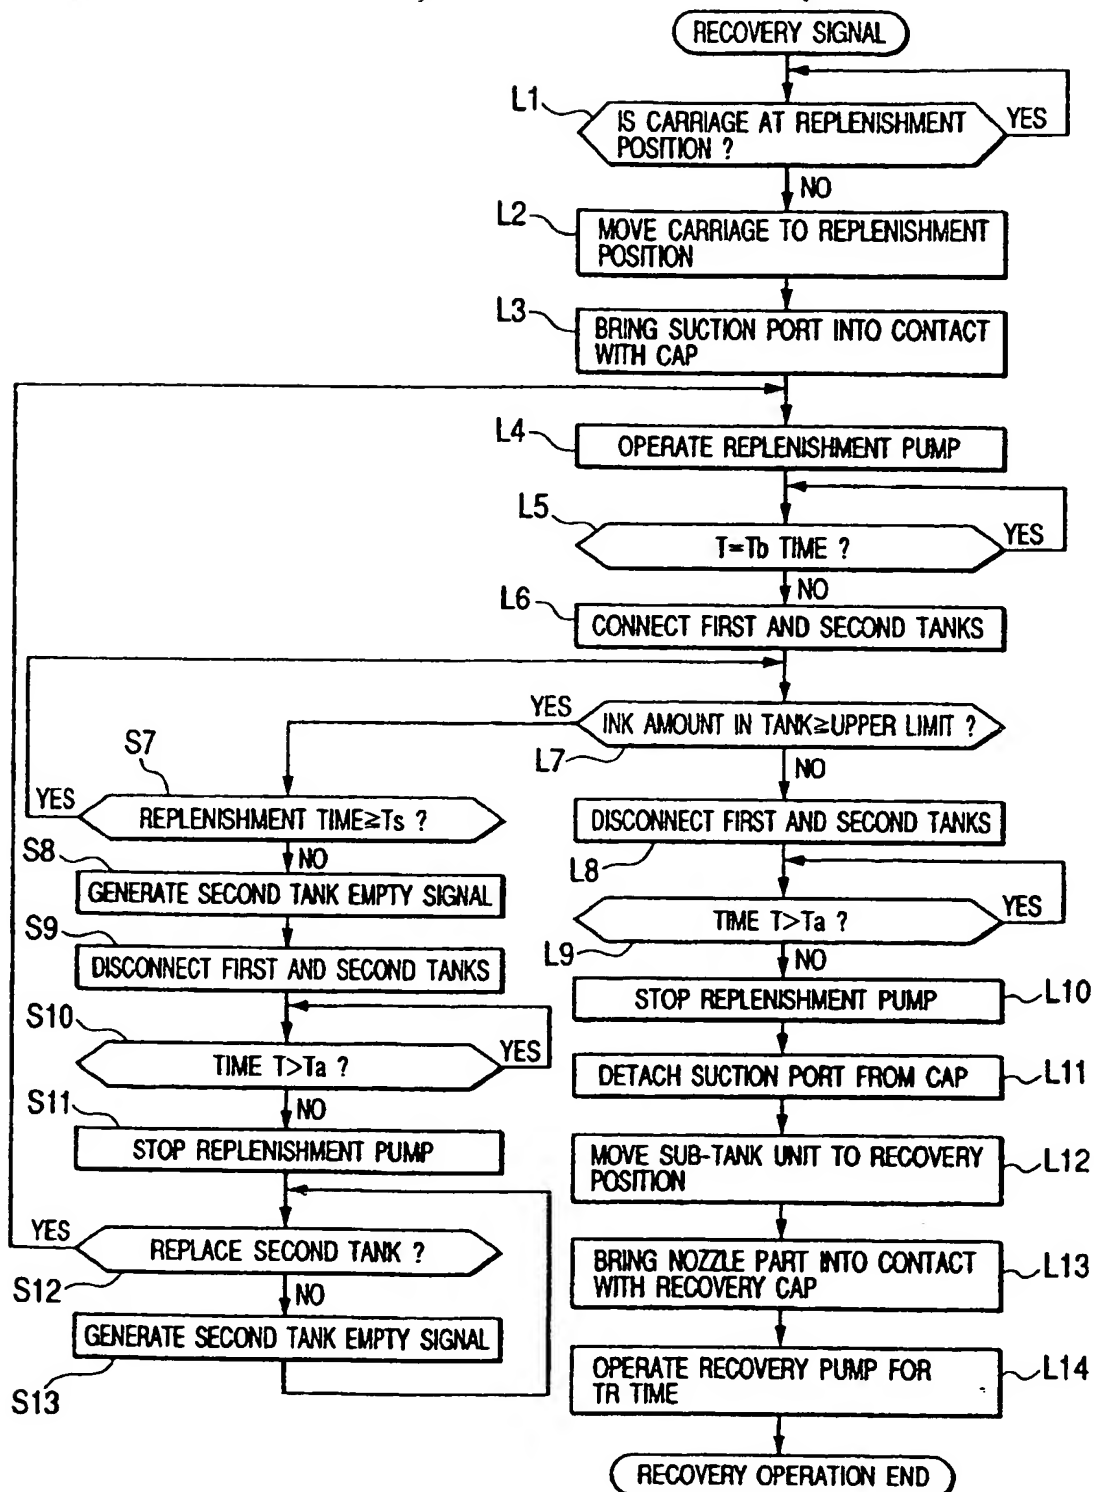 RECOVERY SIGNAL
L1
IS CARRIAGE AT REPLENISHMENT
POSITION ?
YES
NO
L2
MOVE CARRIAGE TO REPLENISHMENT
POSITION
L3
BRING SUCTION PORT INTO CONTACT
WITH CAP
L4
OPERATE REPLENISHMENT PUMP
L5
T=Tb TIME ?
YES
NO
L6
CONNECT FIRST AND SECOND TANKS
YES
INK AMOUNT IN TANK≧UPPER LIMIT ?
L7
NO
S7
YES
REPLENISHMENT TIME≧Ts ?
NO
S8
GENERATE SECOND TANK EMPTY SIGNAL
S9
DISCONNECT FIRST AND SECOND TANKS
S10
TIME T>Ta ?
YES
NO
S11
STOP REPLENISHMENT PUMP
YES
REPLACE SECOND TANK ?
S12
NO
GENERATE SECOND TANK EMPTY SIGNAL
S13
DISCONNECT FIRST AND SECOND TANKS
L8
TIME T>Ta ?
YES
L9
NO
STOP REPLENISHMENT PUMP
L10
DETACH SUCTION PORT FROM CAP
L11
MOVE SUB-TANK UNIT TO RECOVERY
POSITION
L12
BRING NOZZLE PART INTO CONTACT
WITH RECOVERY CAP
L13
OPERATE RECOVERY PUMP FOR
TR TIME
L14
RECOVERY OPERATION END